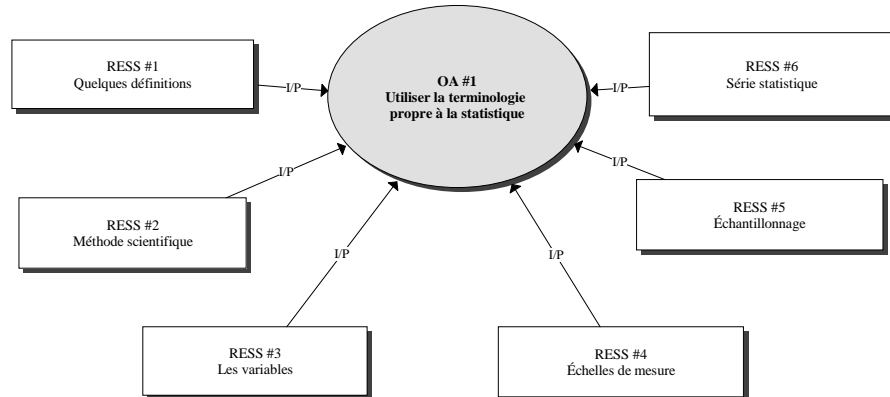 RESS #1
Quelques définitions
I/P
OA #1
Utiliser la terminologie
propre à la statistique
I/P
RESS #6
Série statistique
RESS #2
Méthode scientifique
I/P
I/P
RESS #5
Échantillonnage
I/P
I/P
RESS #3
Les variables
RESS #4
Échelles de mesure